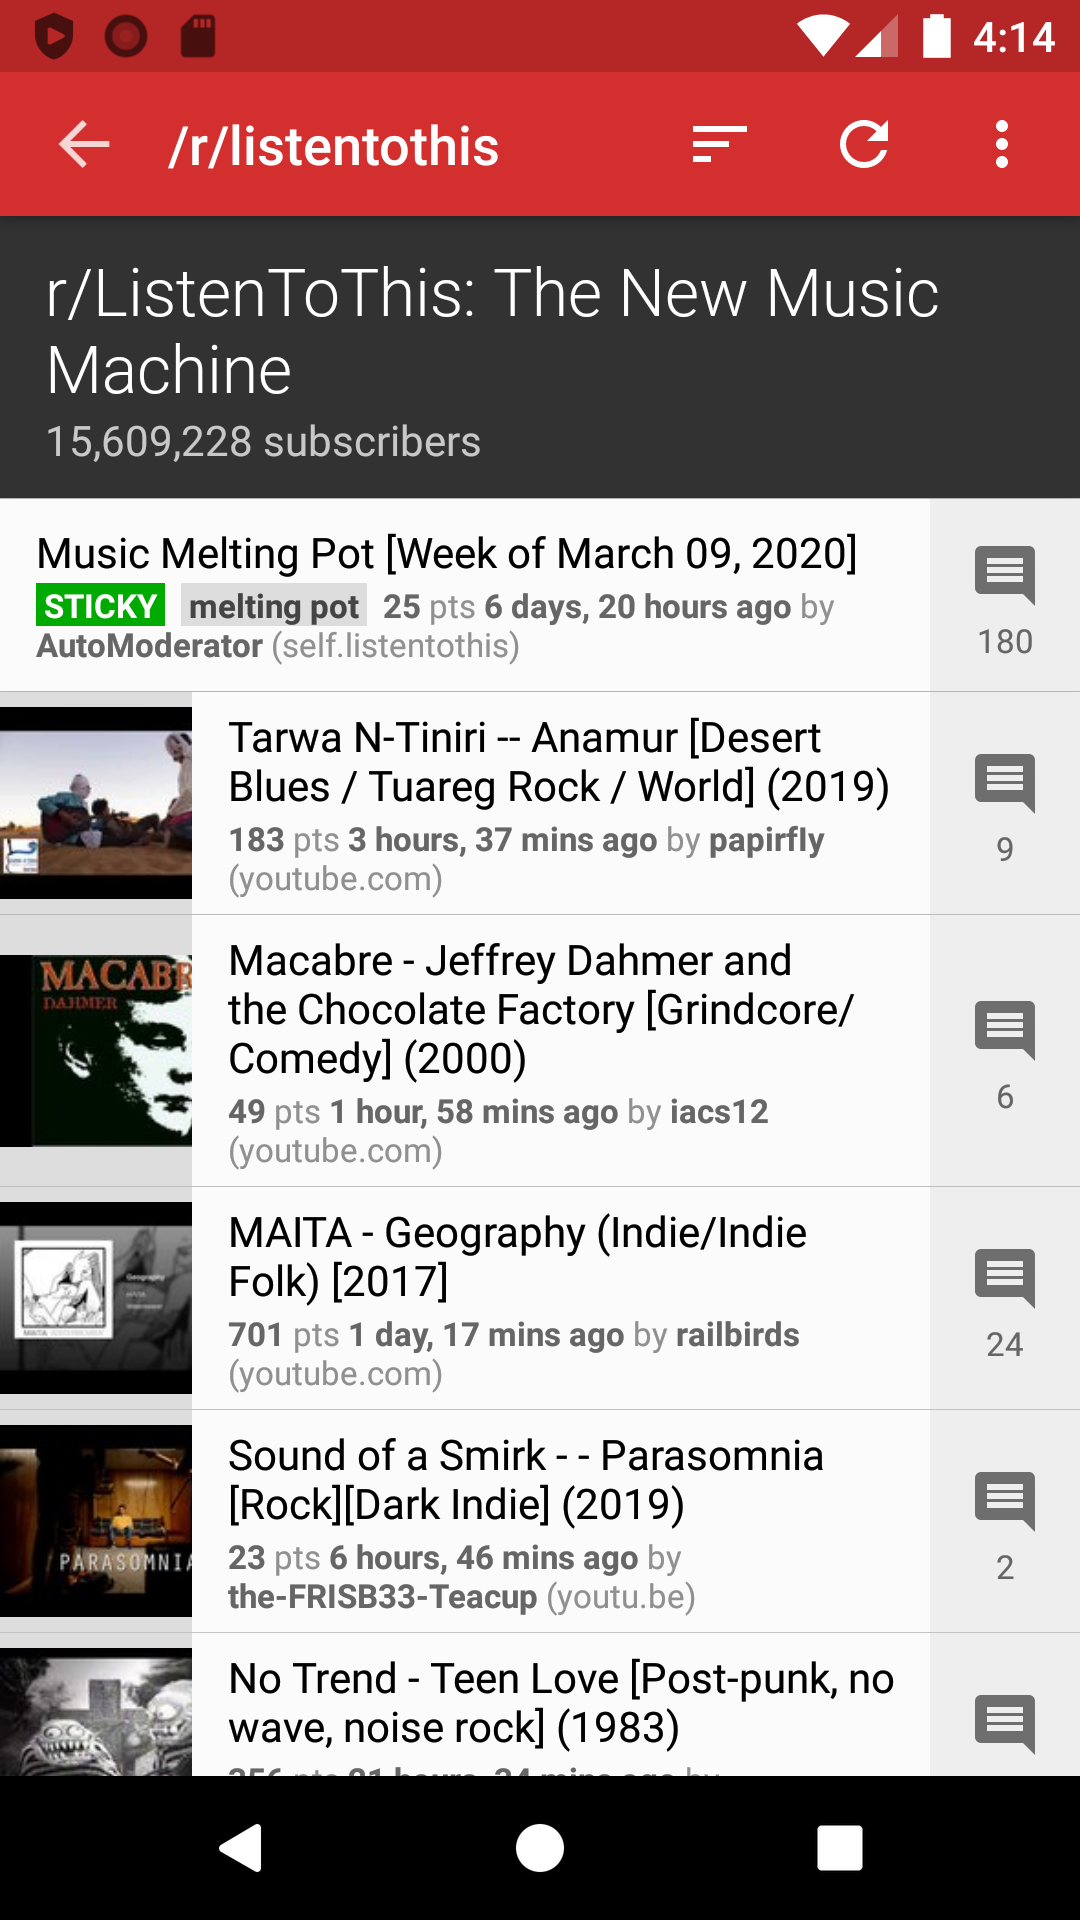 4:14
/r/listentothis
r/ListenToThis: The New Music
Machine
15,609,228 subscribers
Music Melting Pot [Week of March 09, 2020]
STICKY melting pot 25 pts 6 days, 20 hours ago by
AutoModerator (self.listentothis)
180
Tarwa N-Tiniri -- Anamur [Desert
Blues / Tuareg Rock / World] (2019)
183 pts 3 hours, 37 mins ago by papirfly
(youtube.com)
9
MACABR
DAHMER
Macabre - Jeffrey Dahmer and
the Chocolate Factory [Grindcore/
Comedy] (2000)
49 pts 1 hour, 58 mins ago by iacs12
(youtube.com)
6
Geography
MAITA
MAITA - Geography (Indie/Indie
Folk) [2017]
701 pts 1 day, 17 mins ago by railbirds
(youtube.com)
24
PARASOMNIA
Sound of a Smirk - - Parasomnia
[Rock][Dark Indie] (2019)
23 pts 6 hours, 46 mins ago by
the-FRISB33-Teacup (youtu.be)
2
No Trend - Teen Love [Post-punk, no
wave, noise rock] (1983)